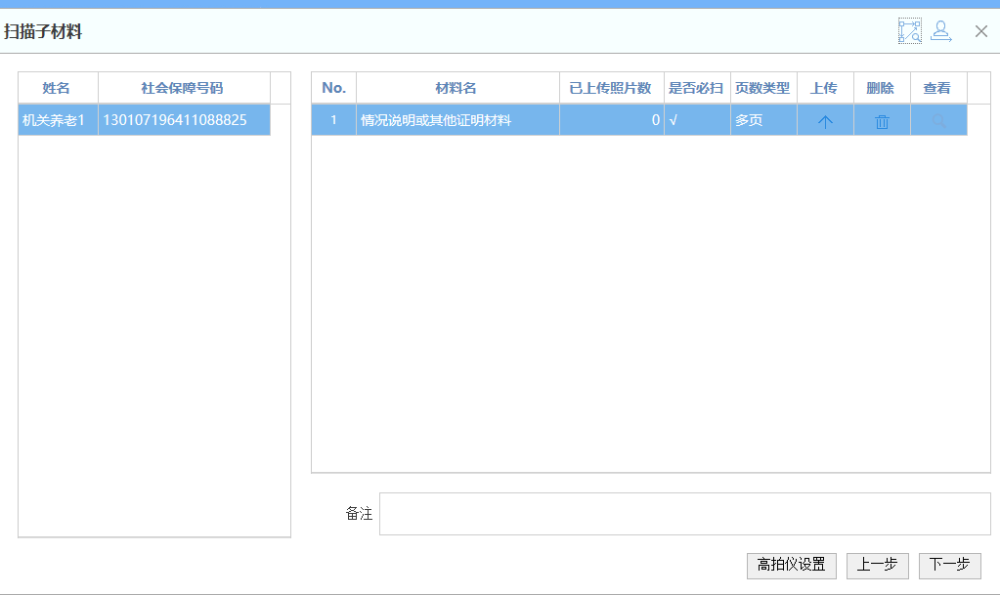 扫描子材料
姓名 社会保障号码
机关养老1 130107196411088825
No. 材料名 已上传照片数 是否必扫 页数类型 上传 删除 查看
1 情况说明或其他证明材料 0 √ 多页
备注
高拍仪设置 上一步 下一步